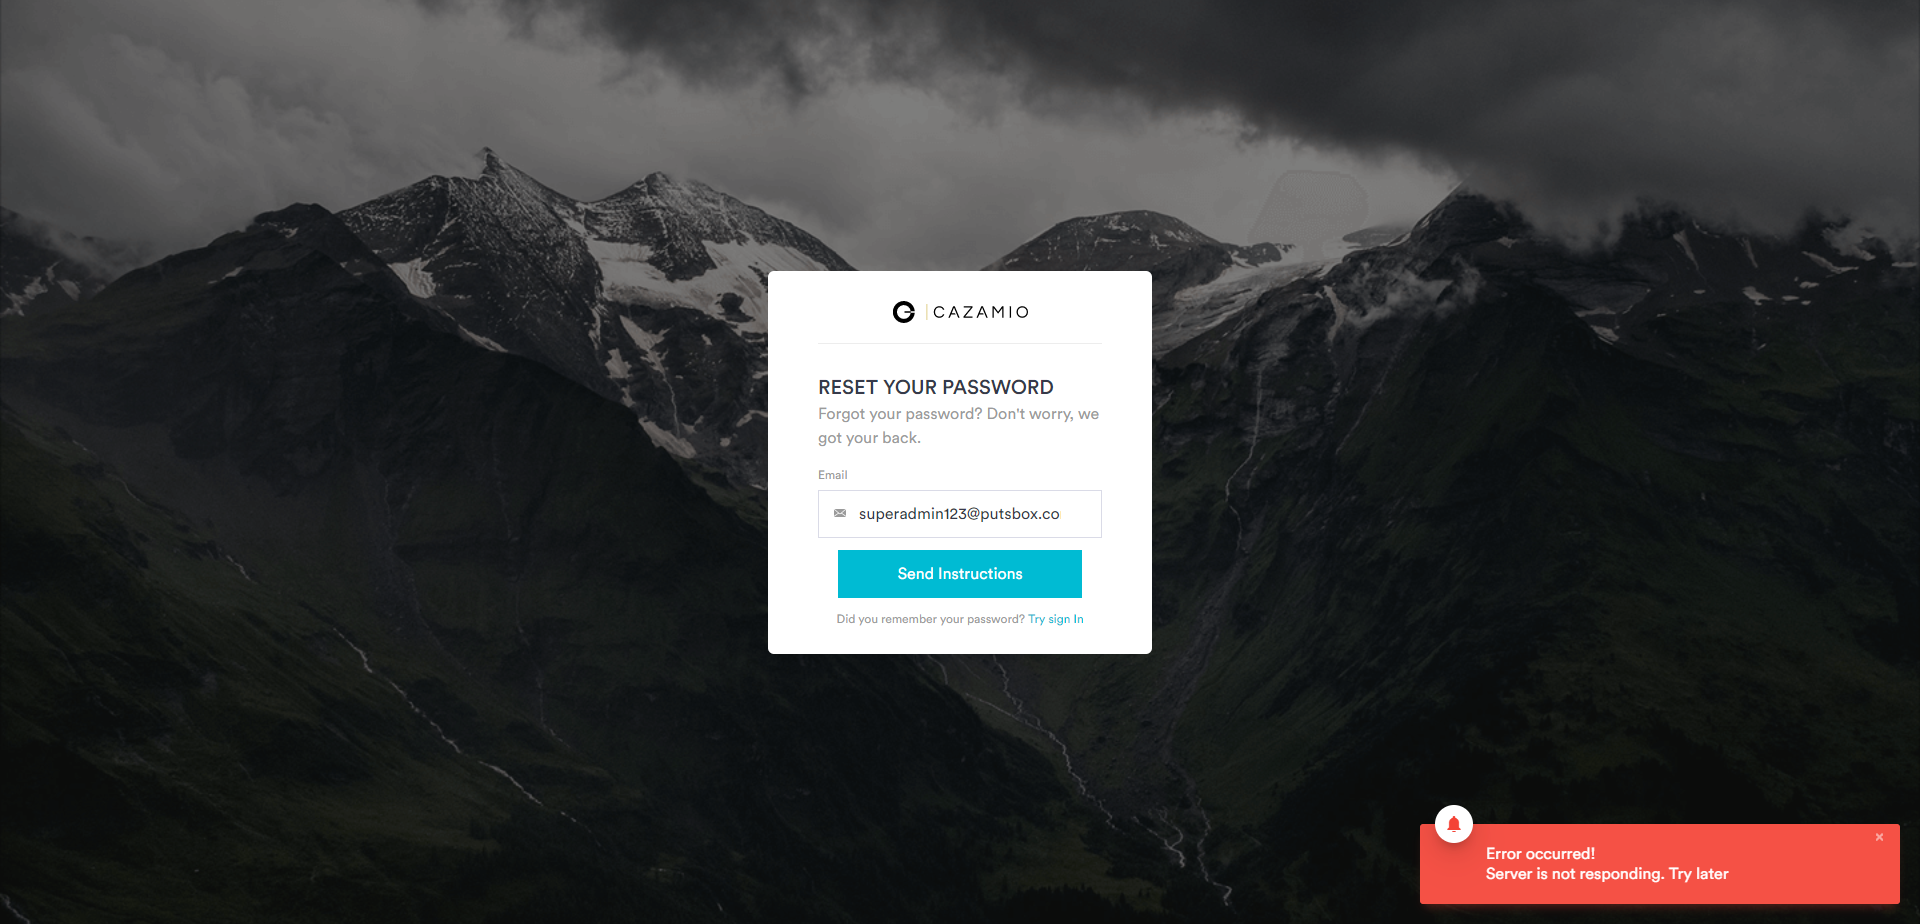 CAZAMIO
RESET YOUR PASSWORD
Forgot your password? Don't worry, we
got your back.
Email
superadmin123@putsbox.co
Send Instructions
Did you remember your password? Try sign In
×
Error occurred!
Server is not responding. Try later